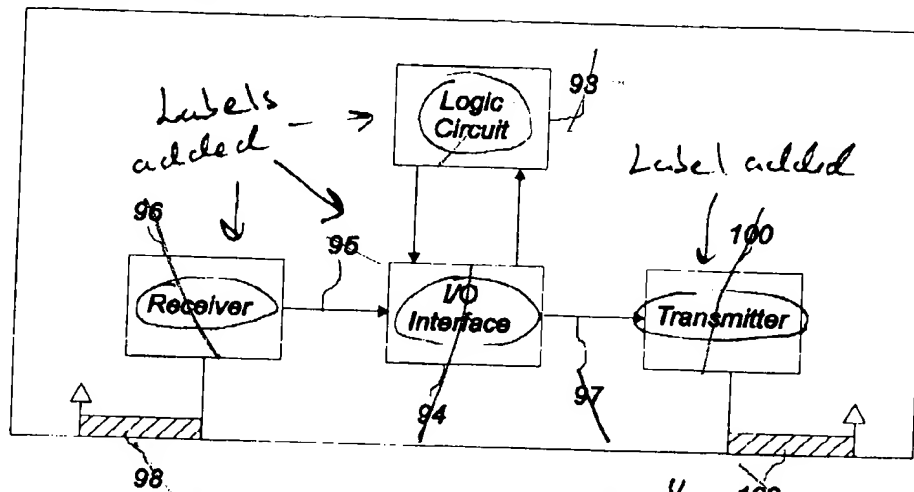 Logic
Circuit
93
Labels
added
Label added
96
95
100
Receiver
I/O
Interface
Transmitter
94
97
98